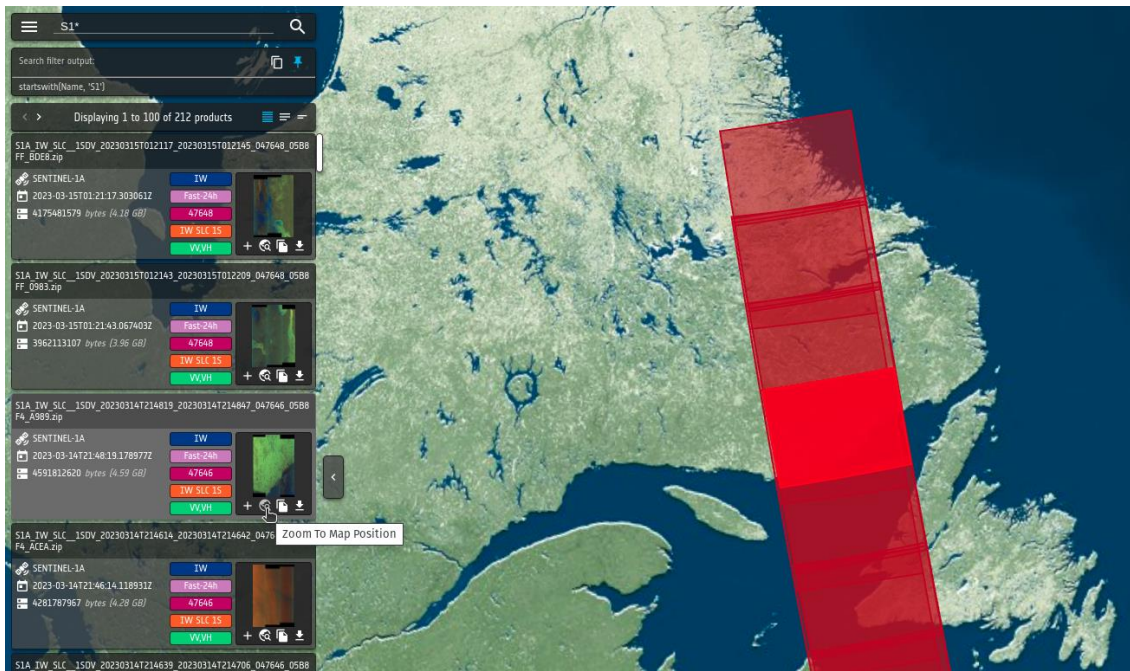 S1*
Search filter output:
startswith(Name, 'S1')
Displaying 1 to 100 of 212 products
S1A_IW_SLC__1SDV_20230315T012117_20230315T012145_047648_05B8
FF_BDE8.zip
SENTINEL-1A
IW
2023-03-15T01:21:17.303061Z
Fast-24h
4175481579 bytes (4.18 GB)
47648
IW SLC 1S
VV,VH
S1A_IW_SLC__1SDV_20230315T012143_20230315T012209_047648_05B8
FF_0983.zip
SENTINEL-1A
IW
2023-03-15T01:21:43.067403Z
Fast-24h
3962113107 bytes (3.96 GB)
47648
IW SLC 1S
VV,VH
S1A_IW_SLC__1SDV_20230314T214819_20230314T214847_047646_05B8
F4_A989.zip
SENTINEL-1A
IW
2023-03-14T21:48:19.178977Z
Fast-24h
4591812620 bytes (4.59 GB)
47646
IW SLC 1S
VV,VH
Zoom To Map Position
S1A_IW_SLC__1SDV_20230314T214614_20230314T214642_0476
F4_ACEA.zip
SENTINEL-1A
IW
2023-03-14T21:46:14.118931Z
Fast-24h
4281787967 bytes (4.28 GB)
47646
IW SLC 1S
VV,VH
S1A_IW_SLC__1SDV_20230314T214639_20230314T214706_047646_05B8